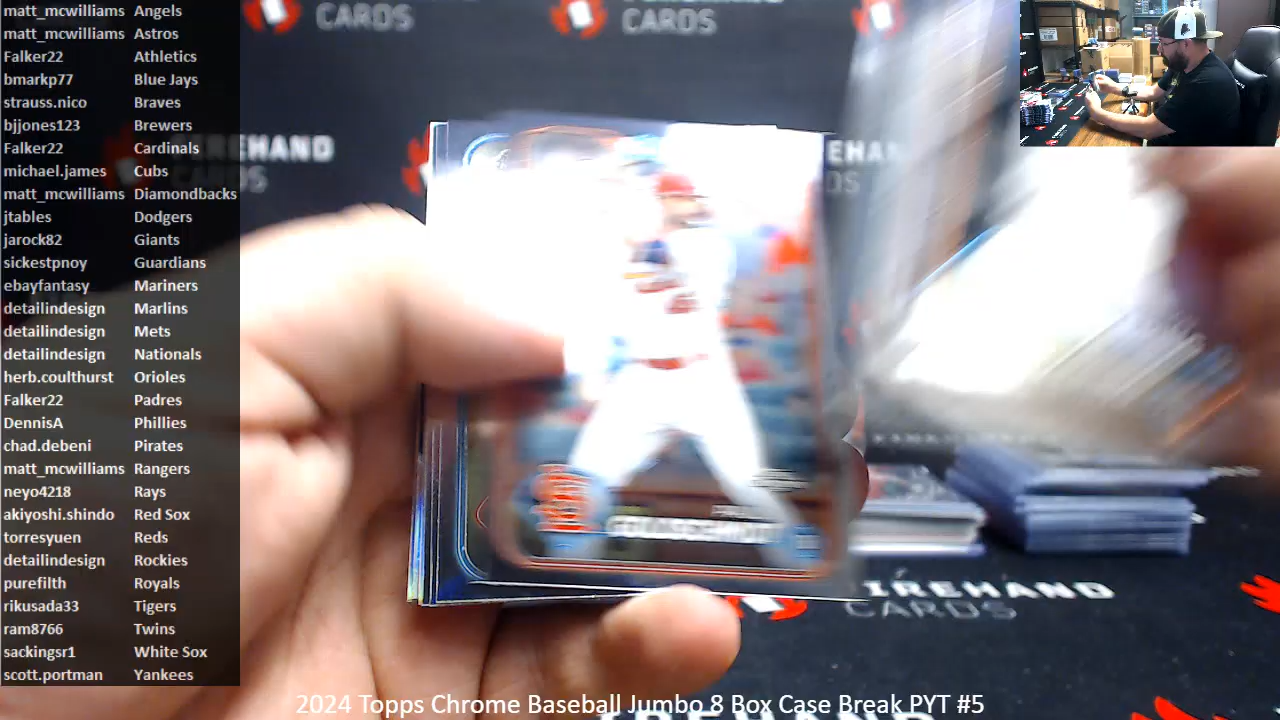 matt_mcwilliams Angels
matt_mcwilliams Astros
Falker22 Athletics
bmarkp77 Blue Jays
strauss.nico Braves
bjjones123 Brewers
Falker22 Cardinals
michael.james Cubs
matt_mcwilliams Diamondbacks
jtables Dodgers
jarock82 Giants
sickestpnoy Guardians
ebayfantasy Mariners
detailindesign Marlins
detailindesign Mets
detailindesign Nationals
herb.coulthurst Orioles
Falker22 Padres
DennisA Phillies
chad.debeni Pirates
matt_mcwilliams Rangers
neyo4218 Rays
akiyoshi.shindo Red Sox
torresyuen Reds
detailindesign Rockies
purefilth Royals
rikusada33 Tigers
ram8766 Twins
sackingsr1 White Sox
scott.portman Yankees
CARDS
CARDS
GOLDSCHMIDT
FIREHAND
CARDS
2024 Topps Chrome Baseball Jumbo 8 Box Case Break PYT #5